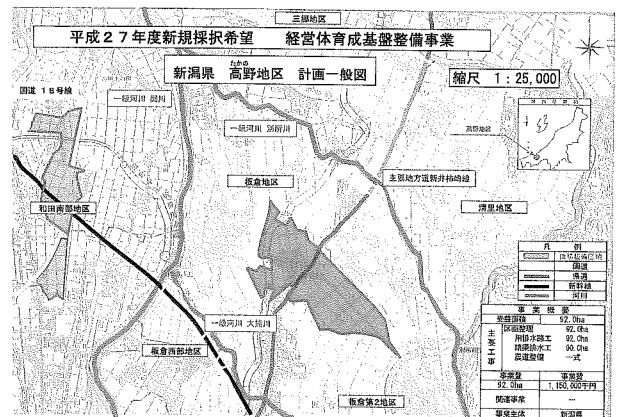 三郷地区
平成27年度新規採択希望 経営体育成基盤整備事業
たかの
新潟県 高野地区 計画一般図
縮尺 1:25,000
国道 18号線
一級河川 関川
一級河川 別所川
高野地区
板倉地区
主要地方道新井柿崎線
清里地区
和田南部地区
凡 例
国道
県道
新幹線
河川
一級河川 大熊川
板倉西部地区
板倉第2地区
事 業 概 要
受益面積 92.0ha
主要工事
区画整理 92.0ha
用排水路工 92.0ha
暗渠排水工 90.0ha
農道整備 一式
事業量 事業費
92.0ha 1,150,000千円
関連事業 ---
事業主体 新潟県